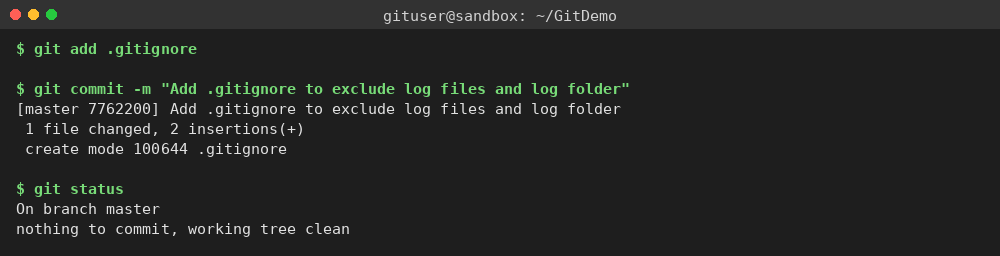 gituser@sandbox: ~/GitDemo
$ git add .gitignore
$ git commit -m "Add .gitignore to exclude log files and log folder"
[master 7762200] Add .gitignore to exclude log files and log folder
 1 file changed, 2 insertions(+)
 create mode 100644 .gitignore
$ git status
On branch master
nothing to commit, working tree clean